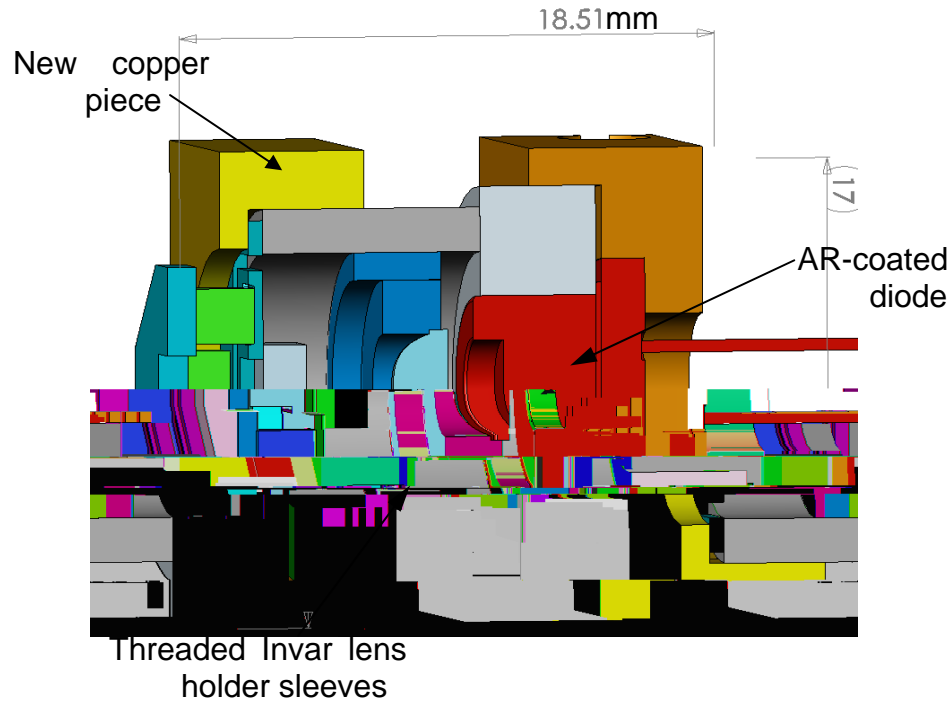 18.51mm
New copper
piece
(17)
AR-coated
diode
Threaded Invar lens
holder sleeves